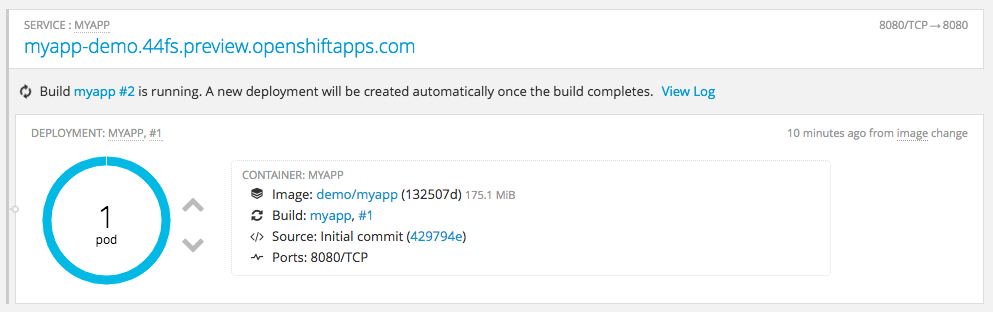 SERVICE : MYAPP
8080/TCP → 8080
myapp-demo.44fs.preview.openshiftapps.com
Build myapp #2 is running. A new deployment will be created automatically once the build completes. View Log
DEPLOYMENT: MYAPP, #1
10 minutes ago from image change
1
pod
CONTAINER: MYAPP
Image: demo/myapp (132507d) 175.1 MiB
Build: myapp, #1
</> Source: Initial commit (429794e)
Ports: 8080/TCP